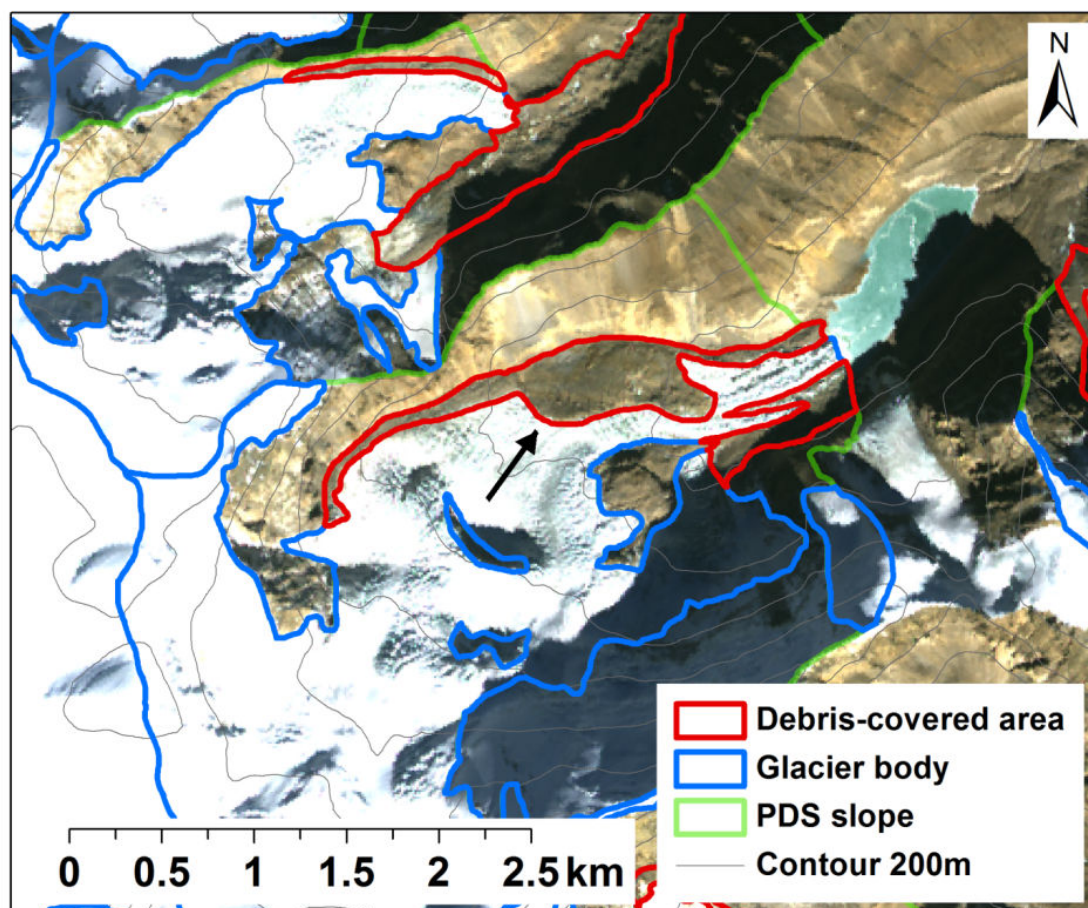 N
Debris-covered area
Glacier body
PDS slope
Contour 200m
0 0.5 1 1.5 2 2.5 km